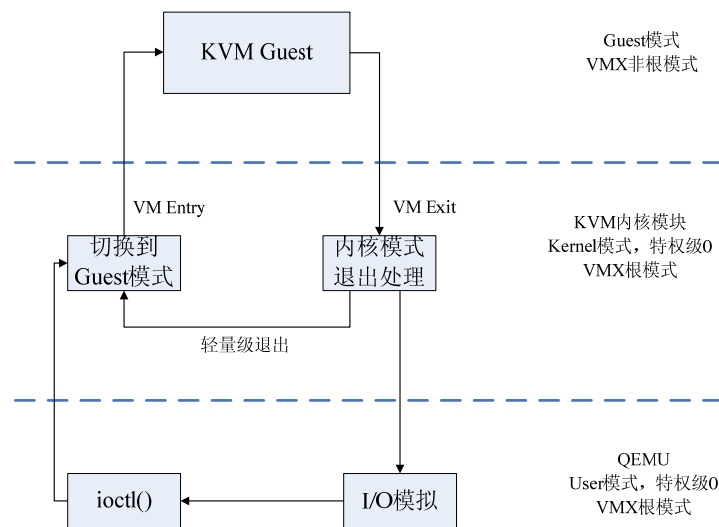 KVM Guest
Guest模式
VMX非根模式
VM Entry
VM Exit
切换到
Guest模式
内核模式
退出处理
KVM内核模块
Kernel模式，特权级0
VMX根模式
轻量级退出
ioctl()
I/O模拟
QEMU
User模式，特权级0
VMX根模式